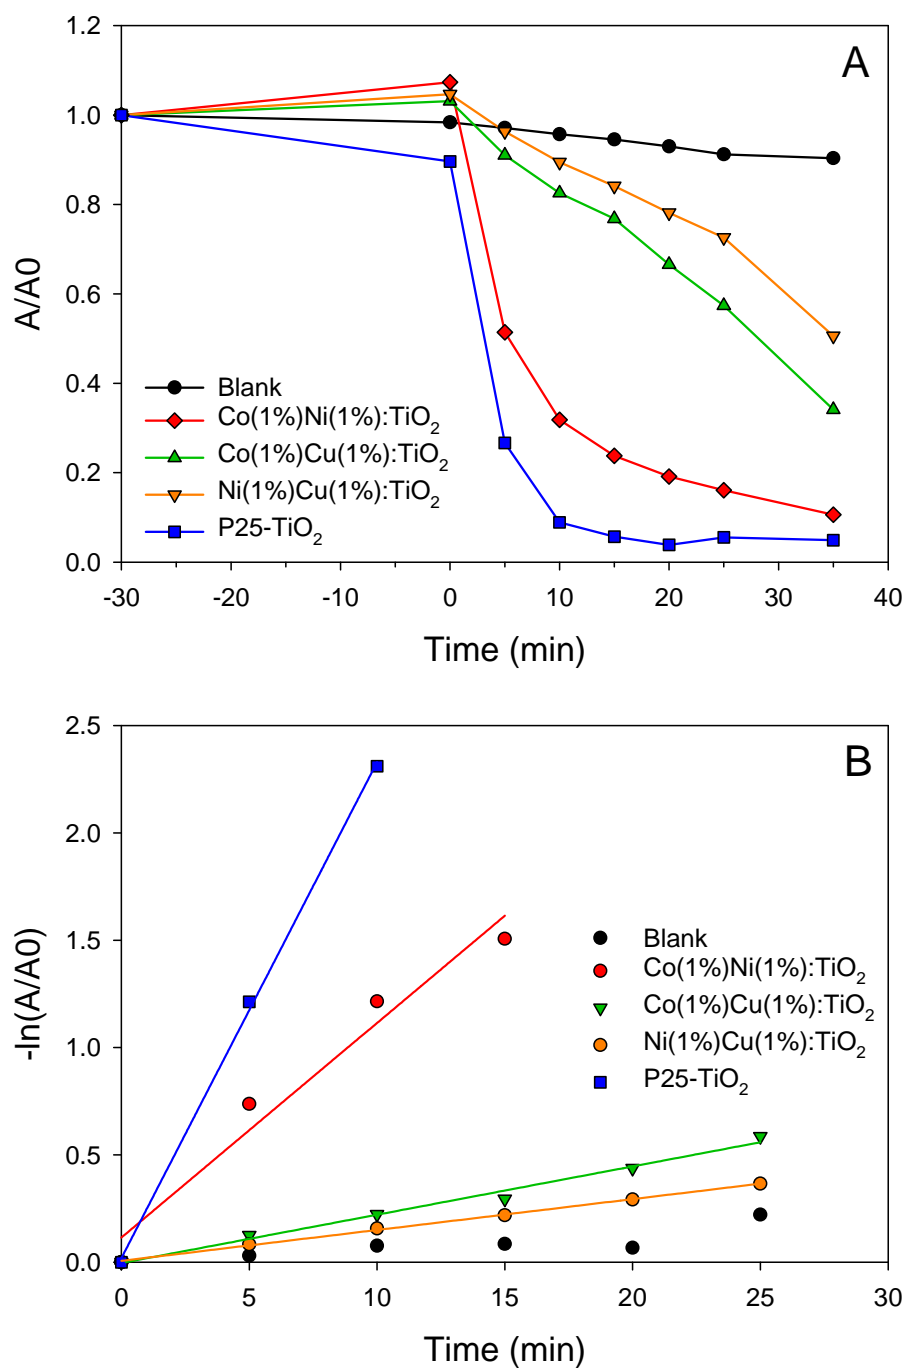 A
1.2
1.0
0.8
0.6
0.4
0.2
0.0
A/A0
Blank
Co(1%)Ni(1%):TiO₂
Co(1%)Cu(1%):TiO₂
Ni(1%)Cu(1%):TiO₂
P25-TiO₂
-30 -20 -10 0 10 20 30 40
Time (min)
B
2.5
2.0
1.5
1.0
0.5
0.0
-ln(A/A0)
Blank
Co(1%)Ni(1%):TiO₂
Co(1%)Cu(1%):TiO₂
Ni(1%)Cu(1%):TiO₂
P25-TiO₂
0 5 10 15 20 25 30
Time (min)